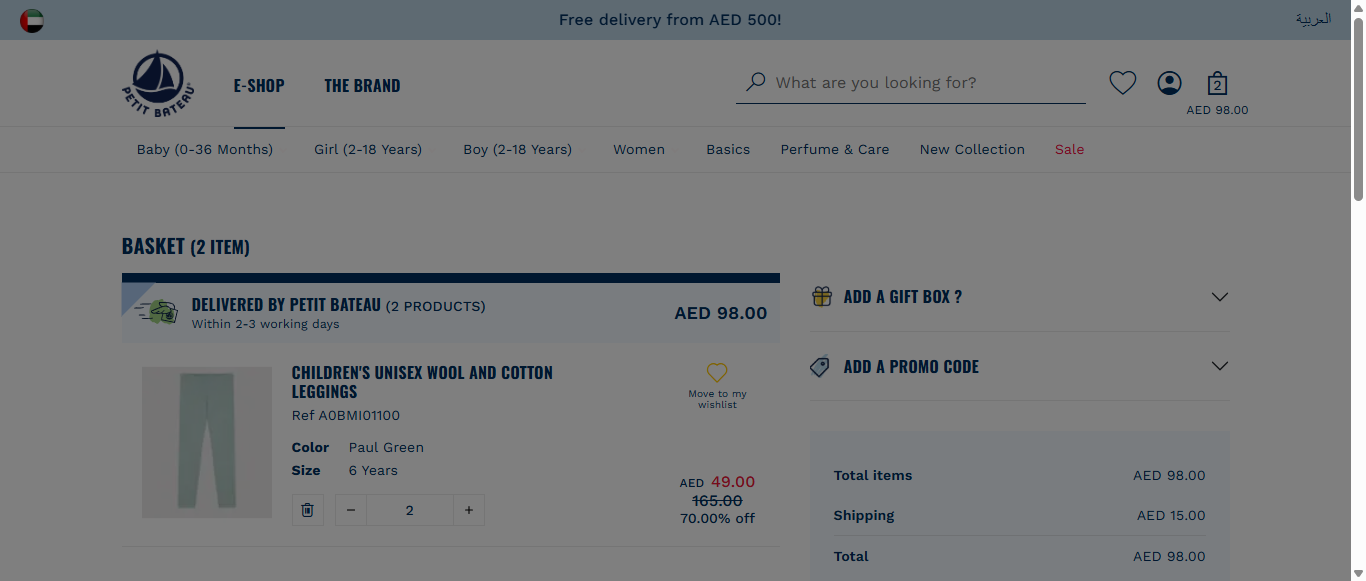 Free delivery from AED 500!
العربية
PETIT BATEAU
E-SHOP
THE BRAND
What are you looking for?
2
AED 98.00
Baby (0-36 Months)
Girl (2-18 Years)
Boy (2-18 Years)
Women
Basics
Perfume & Care
New Collection
Sale
BASKET (2 ITEM)
DELIVERED BY PETIT BATEAU (2 PRODUCTS)
Within 2-3 working days
AED 98.00
CHILDREN'S UNISEX WOOL AND COTTON
LEGGINGS
Ref A0BMI01100
Color Paul Green
Size 6 Years
− 2 +
Move to my
wishlist
AED 49.00
165.00
70.00% off
ADD A GIFT BOX ?
ADD A PROMO CODE
Total items AED 98.00
Shipping AED 15.00
Total AED 98.00